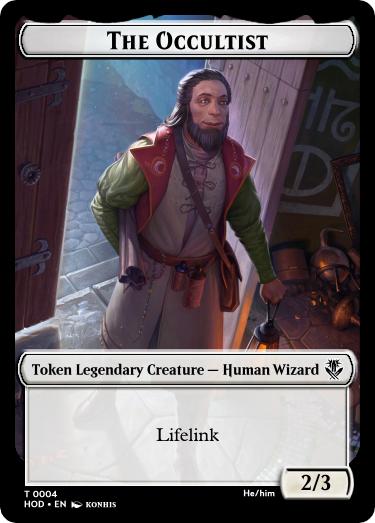 The Occultist
Token Legendary Creature — Human Wizard
Lifelink
2/3
T 0004
He/him
HOD • EN KONHIS